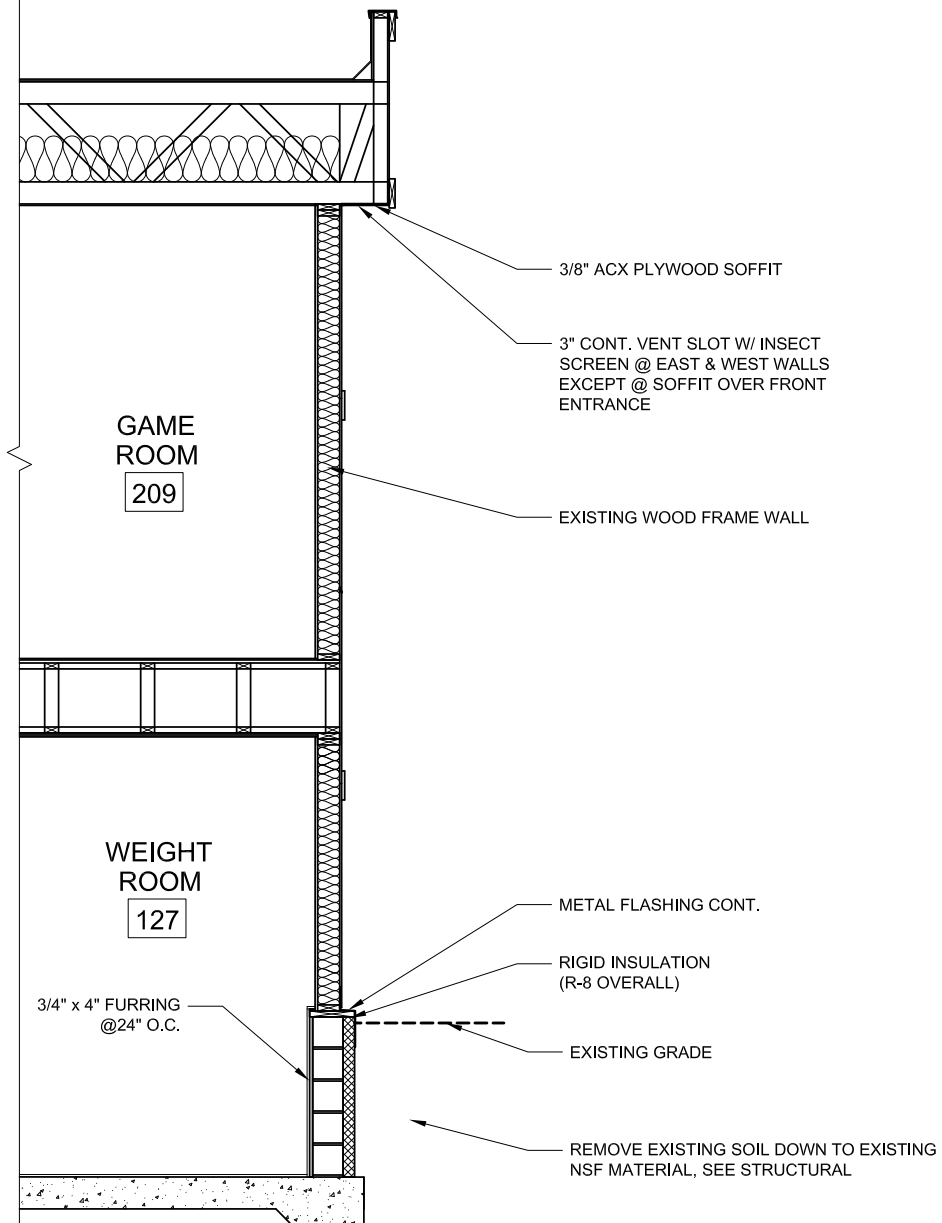 3/8" ACX PLYWOOD SOFFIT
3" CONT. VENT SLOT W/ INSECT
SCREEN @ EAST & WEST WALLS
EXCEPT @ SOFFIT OVER FRONT
ENTRANCE
GAME
ROOM
209
EXISTING WOOD FRAME WALL
WEIGHT
ROOM
127
METAL FLASHING CONT.
RIGID INSULATION
(R-8 OVERALL)
3/4" x 4" FURRING
@24" O.C.
EXISTING GRADE
REMOVE EXISTING SOIL DOWN TO EXISTING
NSF MATERIAL, SEE STRUCTURAL